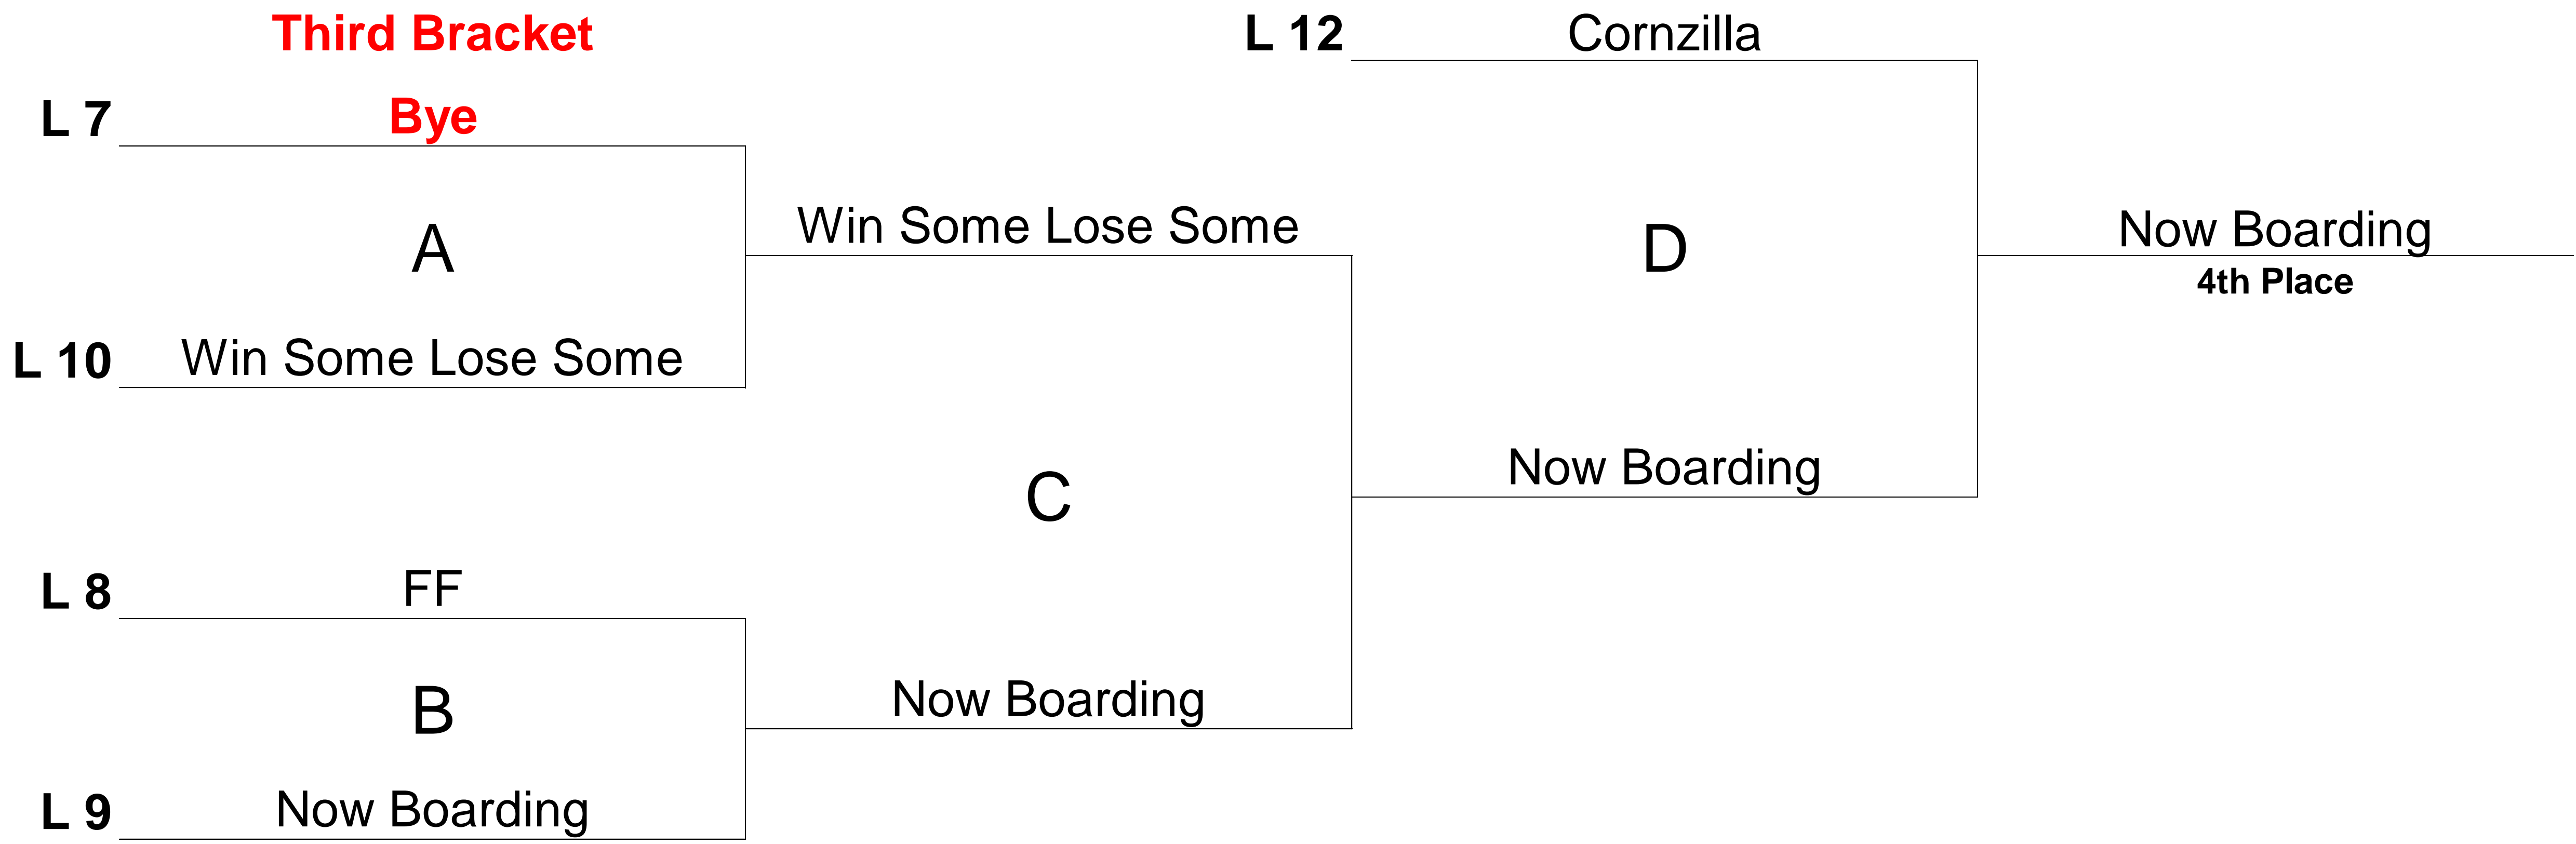 Third Bracket
L 12 Cornzilla
L 7 Bye
A
Win Some Lose Some
D
Now Boarding
4th Place
L 10 Win Some Lose Some
C
Now Boarding
L 8 FF
B
Now Boarding
L 9 Now Boarding